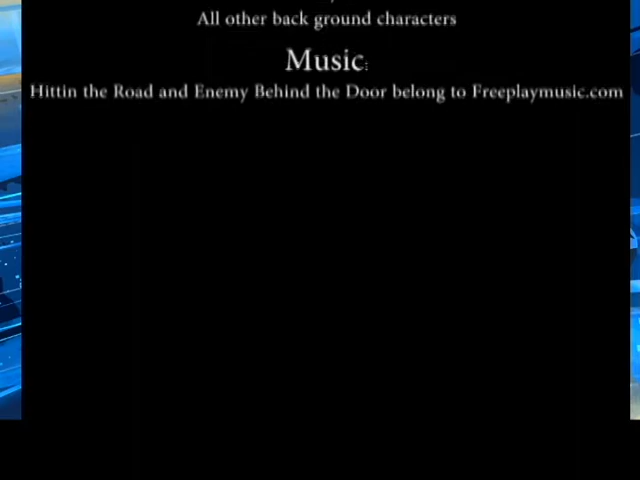 All other back ground characters
Music:
Hittin the Road and Enemy Behind the Door belong to Freeplaymusic.com